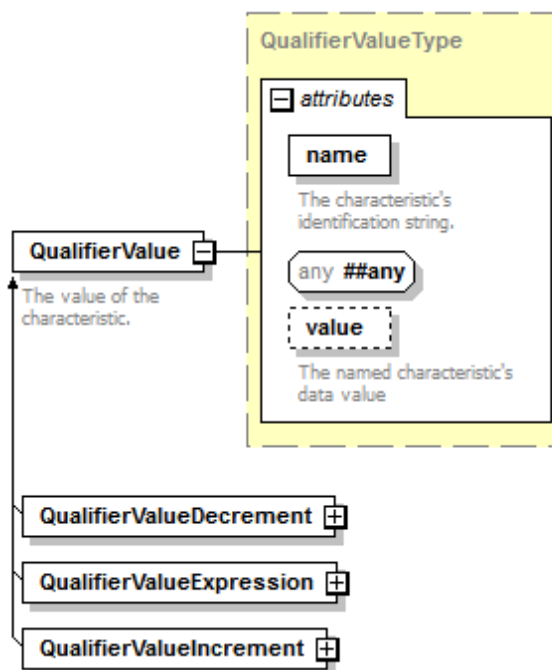 QualifierValueType
attributes
name
The characteristic's
identification string.
QualifierValue
any ##any
The value of the
characteristic.
value
The named characteristic's
data value
QualifierValueDecrement
QualifierValueExpression
QualifierValueIncrement